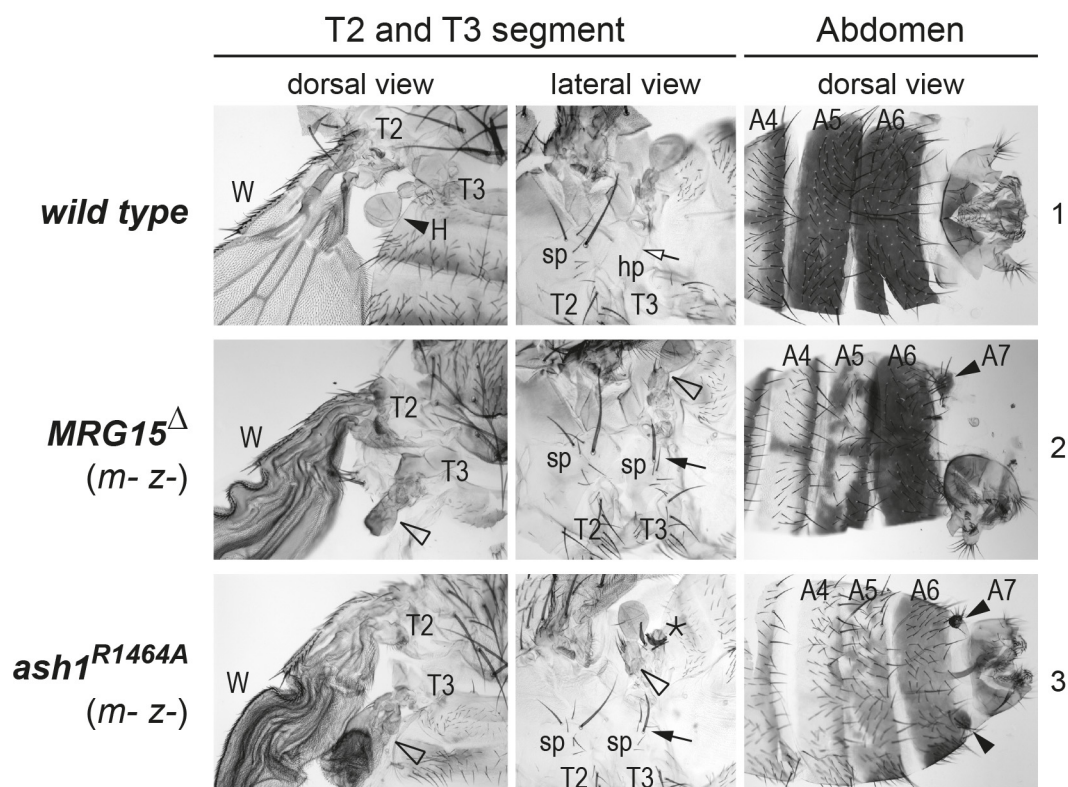 T2 and T3 segment
Abdomen
dorsal view
lateral view
dorsal view
wild type
W
T2
T3
H
sp
hp
T2
T3
A4
A5
A6
1
MRG15Δ
(m- z-)
W
T2
T3
sp
sp
T2
T3
A4
A5
A6
A7
2
ash1R1464A
(m- z-)
W
T2
T3
*
sp
sp
T2
T3
A4
A5
A6
A7
3